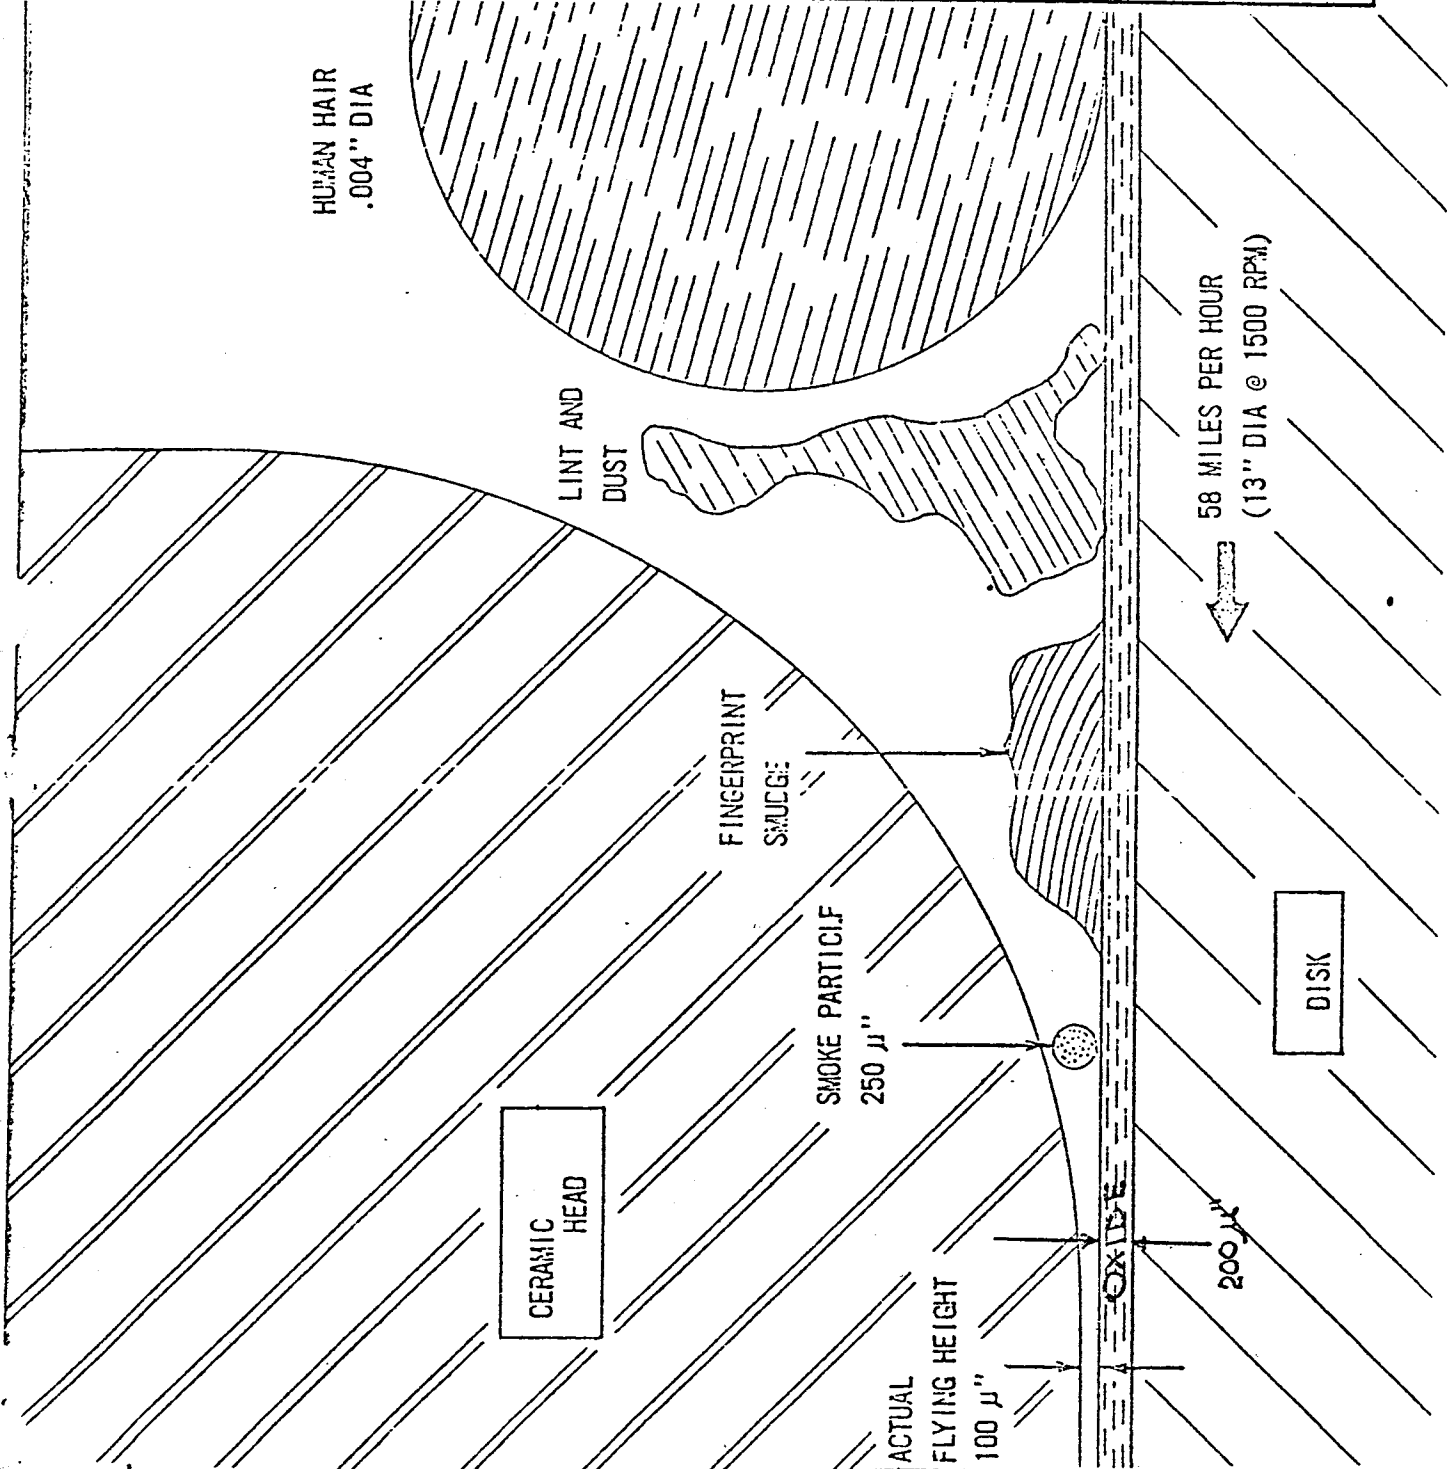 HUMAN HAIR
.004" DIA
LINT AND
DUST
FINGERPRINT
SMUDGE
SMOKE PARTICLE
250 µ"
CERAMIC
HEAD
ACTUAL
FLYING HEIGHT
100 µ"
OXIDE
200 µ"
58 MILES PER HOUR
(13" DIA @ 1500 RPM)
DISK